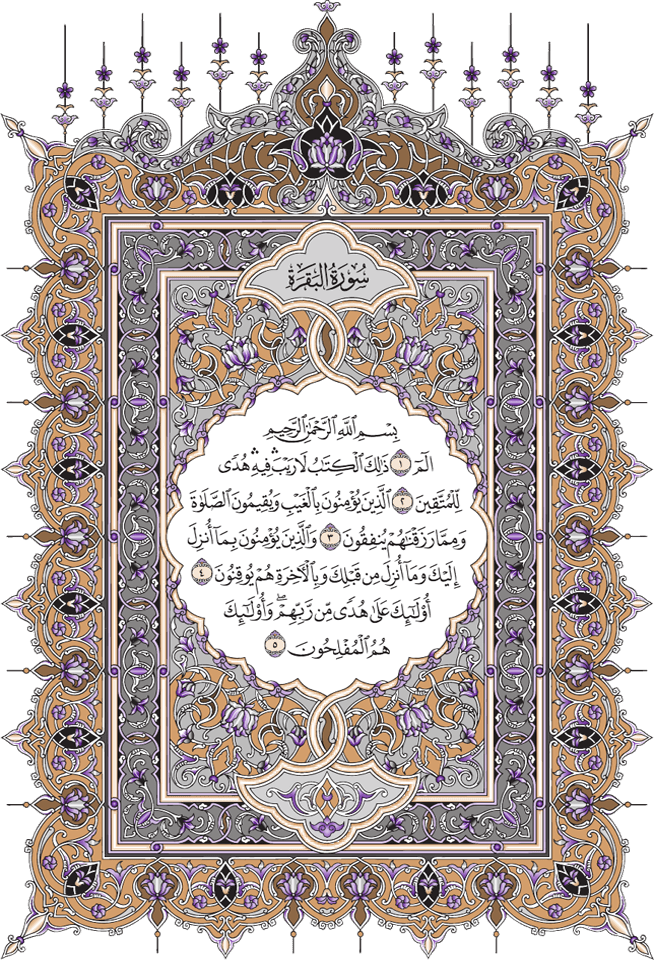 سُورَةُ البَقَرَةِ
بِسْمِ ٱللَّهِ ٱلرَّحْمَٰنِ ٱلرَّحِيمِ
الٓمٓ ١ ذَٰلِكَ ٱلْكِتَٰبُ لَا رَيْبَ ۛ فِيهِ ۛ هُدًى
لِّلْمُتَّقِينَ ٢ ٱلَّذِينَ يُؤْمِنُونَ بِٱلْغَيْبِ وَيُقِيمُونَ ٱلصَّلَوٰةَ
وَمِمَّا رَزَقْنَٰهُمْ يُنفِقُونَ ٣ وَٱلَّذِينَ يُؤْمِنُونَ بِمَآ أُنزِلَ
إِلَيْكَ وَمَآ أُنزِلَ مِن قَبْلِكَ وَبِٱلْأٓخِرَةِ هُمْ يُوقِنُونَ ٤
أُو۟لَٰٓئِكَ عَلَىٰ هُدًى مِّن رَّبِّهِمْ ۖ وَأُو۟لَٰٓئِكَ
هُمُ ٱلْمُفْلِحُونَ ٥